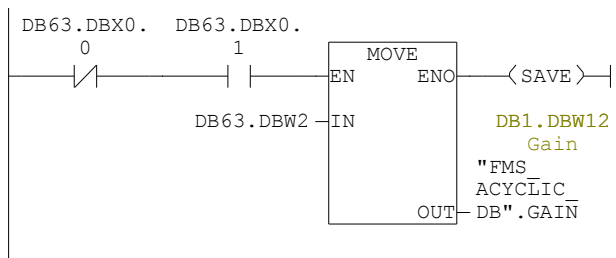 DB63.DBX0.
0
DB63.DBX0.
1
MOVE
EN
ENO
SAVE
DB63.DBW2
IN
DB1.DBW12
Gain
"FMS_
ACYCLIC_
OUT
DB".GAIN